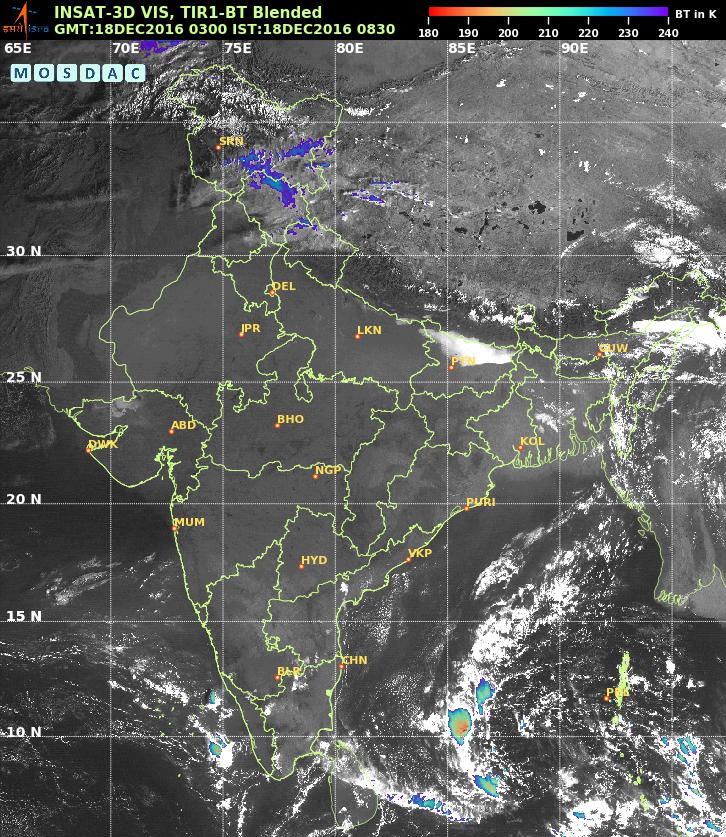 INSAT-3D VIS, TIR1-BT Blended
GMT:18DEC2016 0300 IST:18DEC2016 0830
BT in K
180 190 200 210 220 230 240
65E 70E 75E 80E 85E 90E
MOSDAC
SRN
30 N
DEL
JPR LKN
GUW
PTN
25 N
ABD BHO
DWK KOL
NGP
20 N
PURI
MUM
HYD VKP
15 N
BLR CHN
PBL
10 N